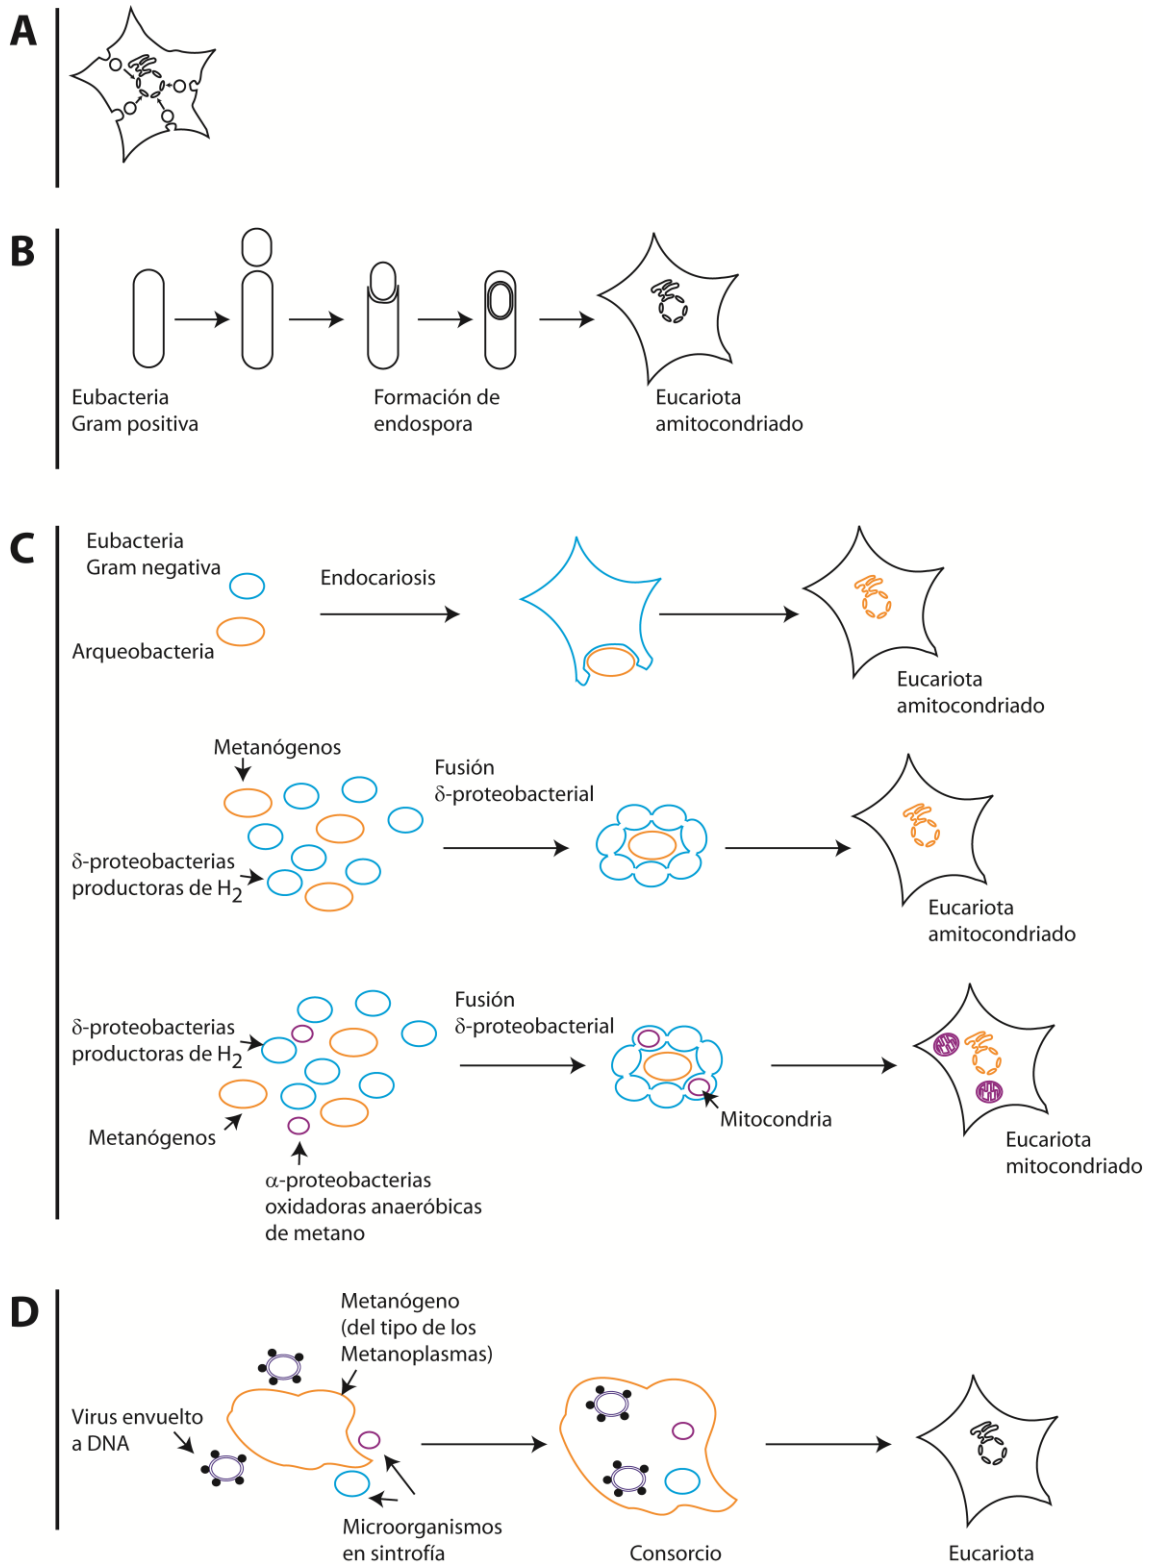 A
B
Eubacteria
Gram positiva
Formación de
endospora
Eucariota
amitocondriado
C
Eubacteria
Gram negativa
Arqueobacteria
Endocariosis
Eucariota
amitocondriado
Metanógenos
δ-proteobacterias
productoras de H2
Fusión
δ-proteobacterial
Eucariota
amitocondriado
δ-proteobacterias
productoras de H2
Metanógenos
α-proteobacterias
oxidadoras anaeróbicas
de metano
Fusión
δ-proteobacterial
Mitocondria
Eucariota
mitocondriado
D
Metanógeno
(del tipo de los
Metanoplasmas)
Virus envuelto
a DNA
Microorganismos
en sintrofía
Consorcio
Eucariota